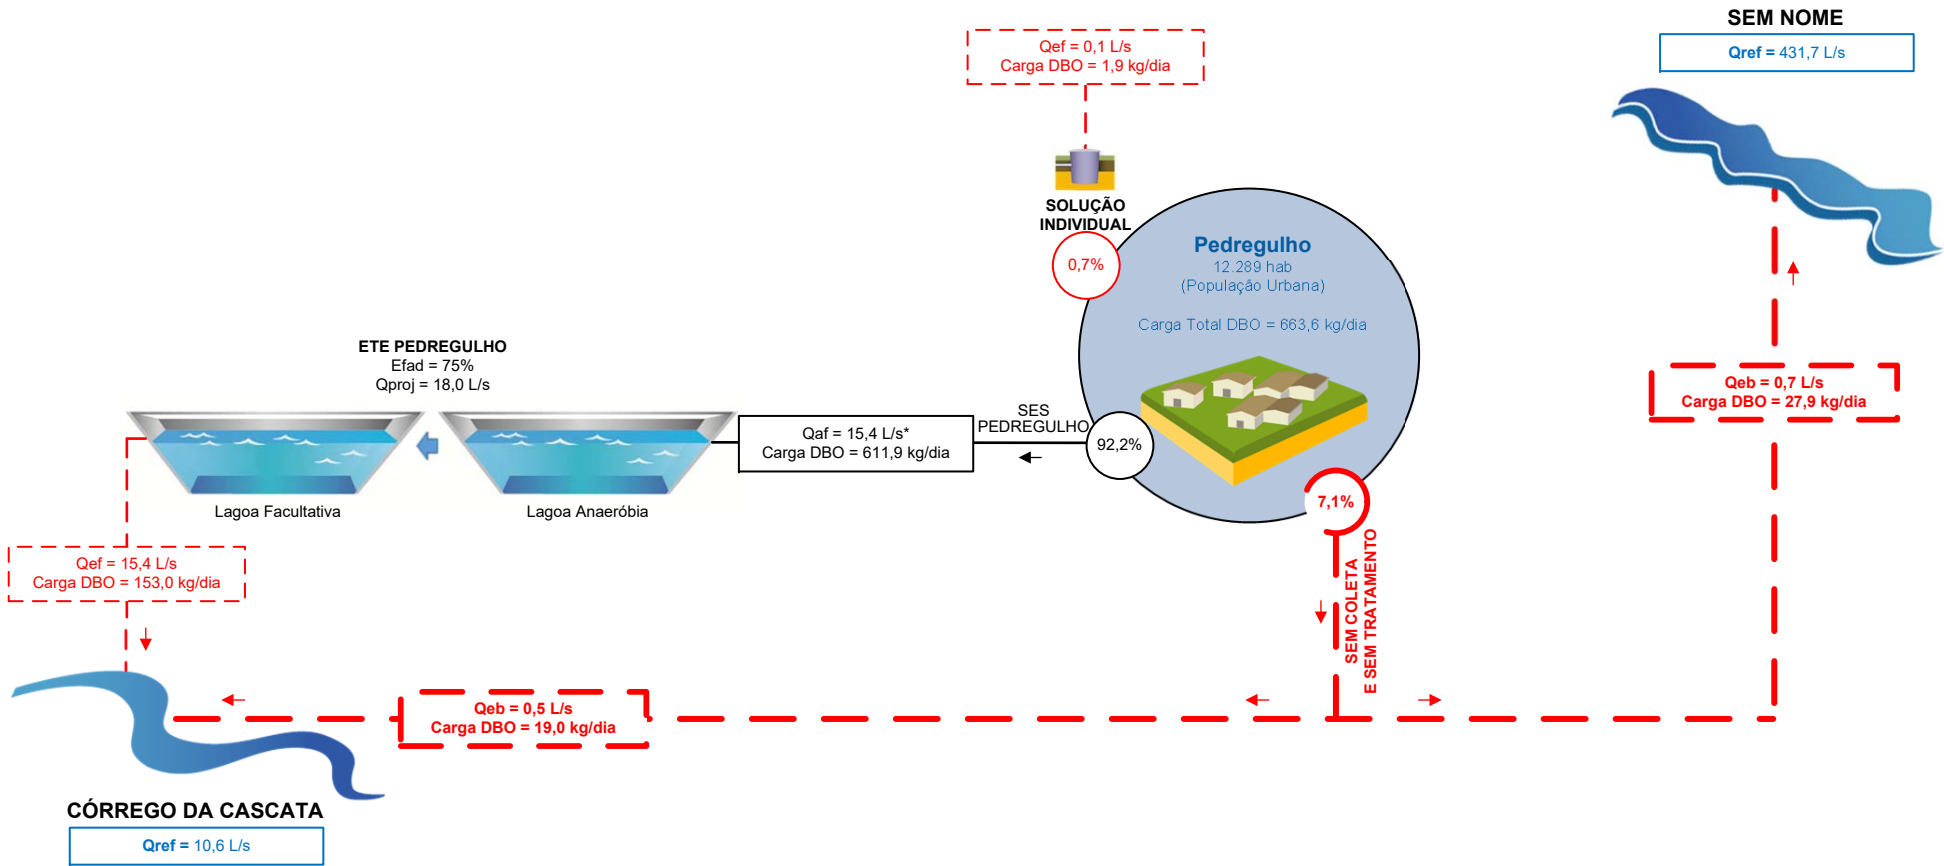 SEM NOME
Qref = 431,7 L/s
Qef = 0,1 L/s
Carga DBO = 1,9 kg/dia
SOLUÇÃO
INDIVIDUAL
0,7%
Pedregulho
12.289 hab
(População Urbana)
Carga Total DBO = 663,6 kg/dia
ETE PEDREGULHO
Efad = 75%
Qproj = 18,0 L/s
SES
PEDREGULHO
Qaf = 15,4 L/s*
Carga DBO = 611,9 kg/dia
92,2%
7,1%
Lagoa Facultativa
Lagoa Anaeróbia
Qeb = 0,7 L/s
Carga DBO = 27,9 kg/dia
SEM COLETA
E SEM TRATAMENTO
Qef = 15,4 L/s
Carga DBO = 153,0 kg/dia
Qeb = 0,5 L/s
Carga DBO = 19,0 kg/dia
CÓRREGO DA CASCATA
Qref = 10,6 L/s